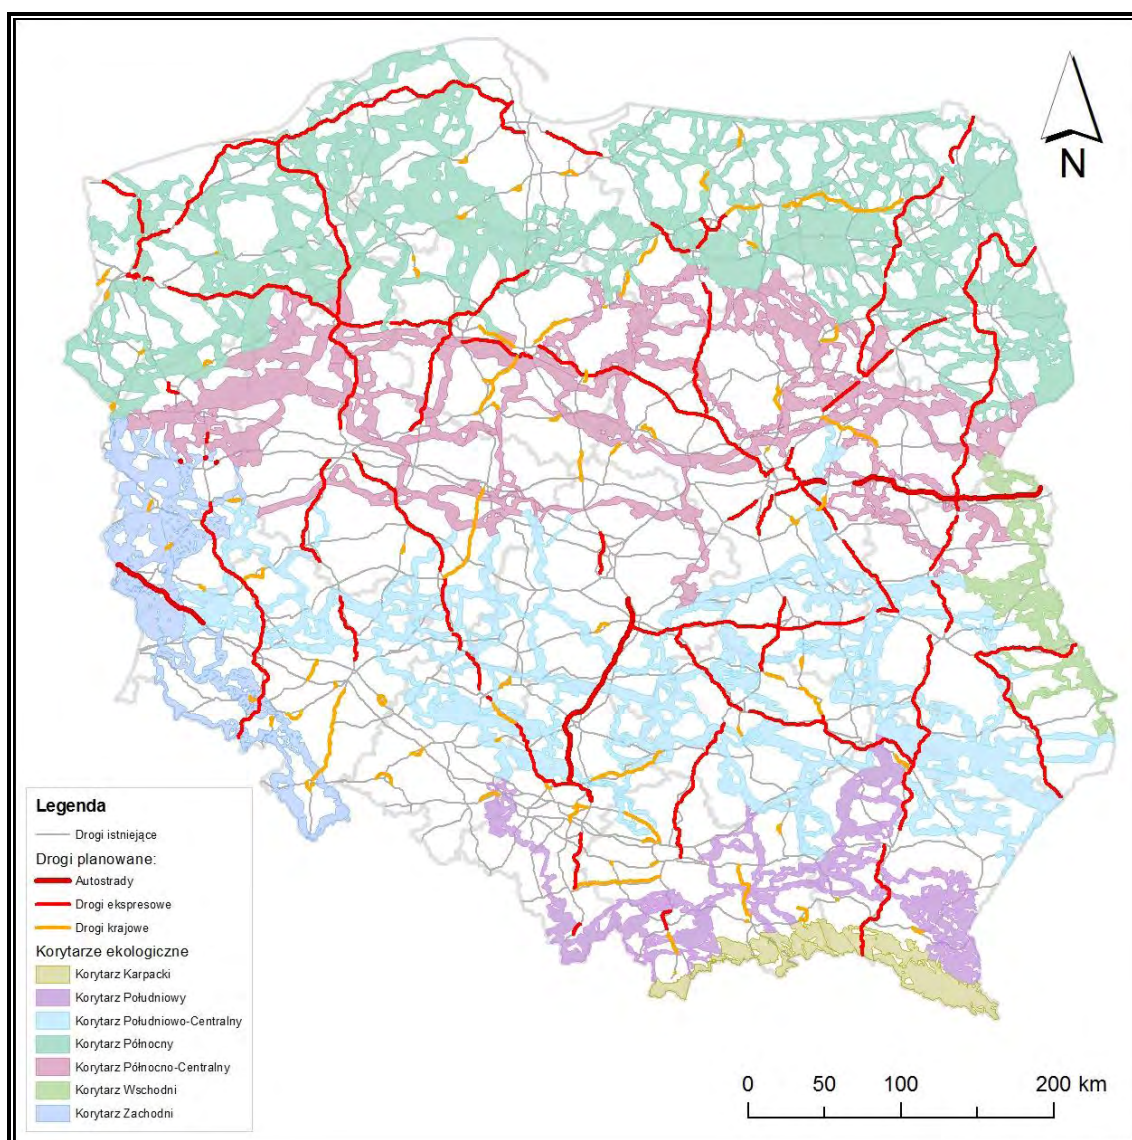 N
Legenda
Drogi istniejące
Drogi planowane:
Autostrady
Drogi ekspresowe
Drogi krajowe
Korytarze ekologiczne
Korytarz Karpacki
Korytarz Południowy
Korytarz Południowo-Centralny
Korytarz Północny
Korytarz Północno-Centralny
Korytarz Wschodni
Korytarz Zachodni
0 50 100 200 km